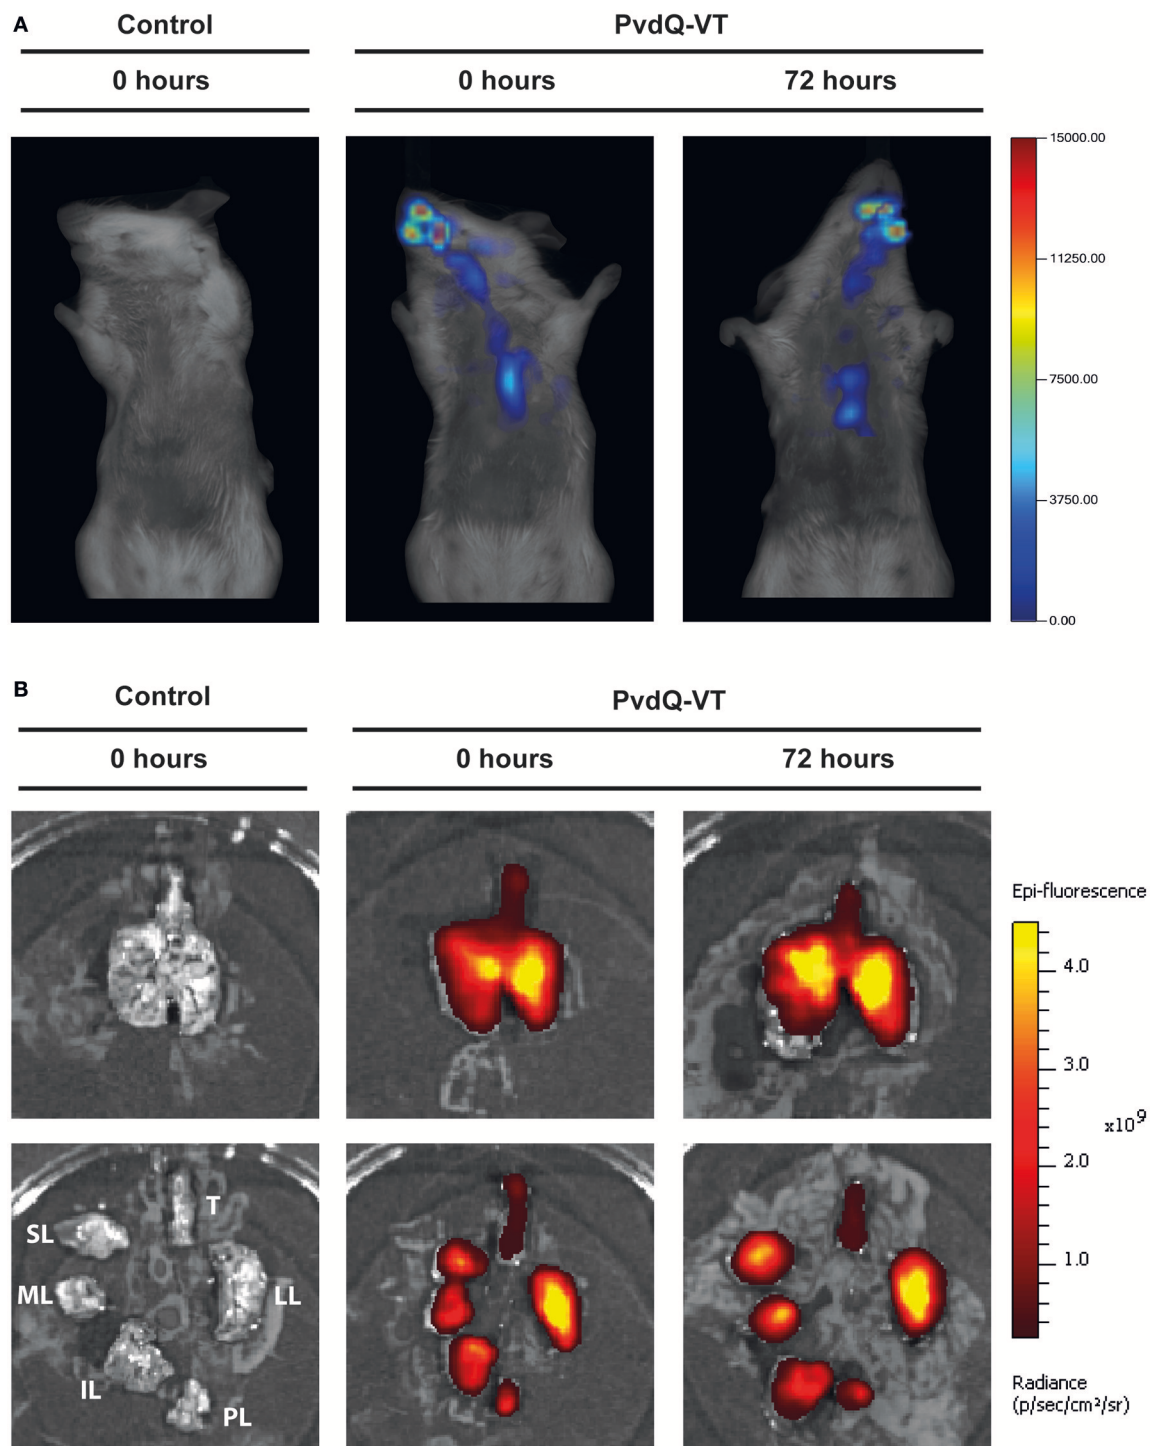 A
Control
PvdQ-VT
0 hours
0 hours
72 hours
15000.00
11250.00
7500.00
3750.00
0.00
B
Control
PvdQ-VT
0 hours
0 hours
72 hours
Epi-fluorescence
4.0
3.0
x10⁹
2.0
1.0
Radiance
(p/sec/cm²/sr)
T
SL
ML
LL
IL
PL